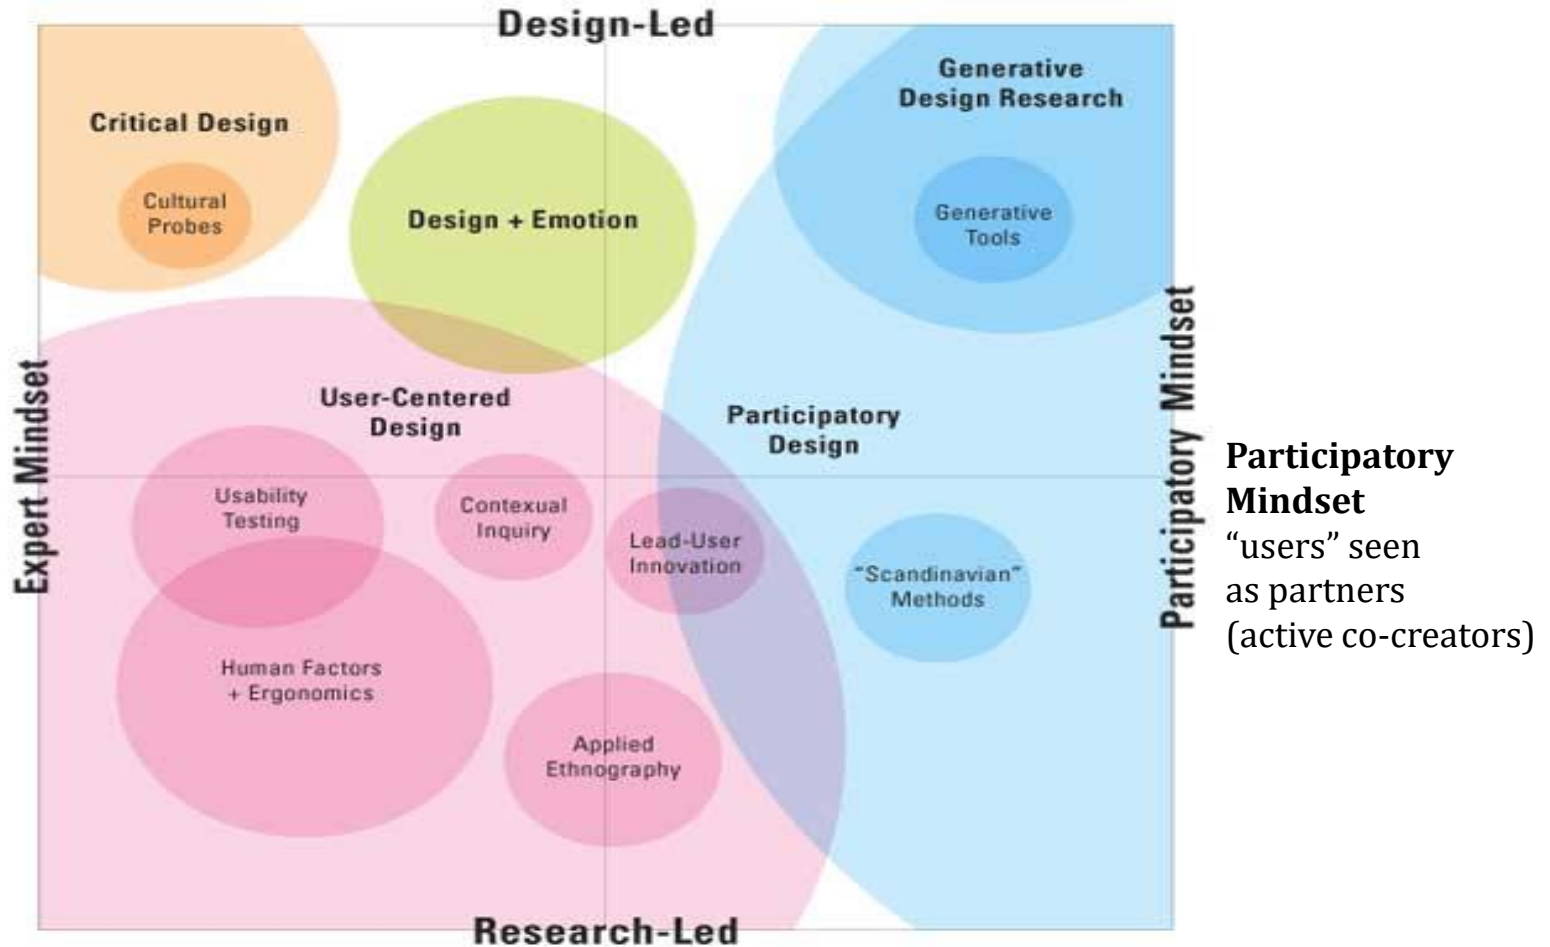 Design-Led
Generative
Design Research
Critical Design
Cultural
Probes
Design + Emotion
Generative
Tools
Expert Mindset
Participatory Mindset
User-Centered
Design
Participatory
Design
Usability
Testing
Contexual
Inquiry
Lead-User
Innovation
"Scandinavian"
Methods
Human Factors
+ Ergonomics
Applied
Ethnography
Research-Led
Participatory
Mindset
“users” seen
as partners
(active co-creators)